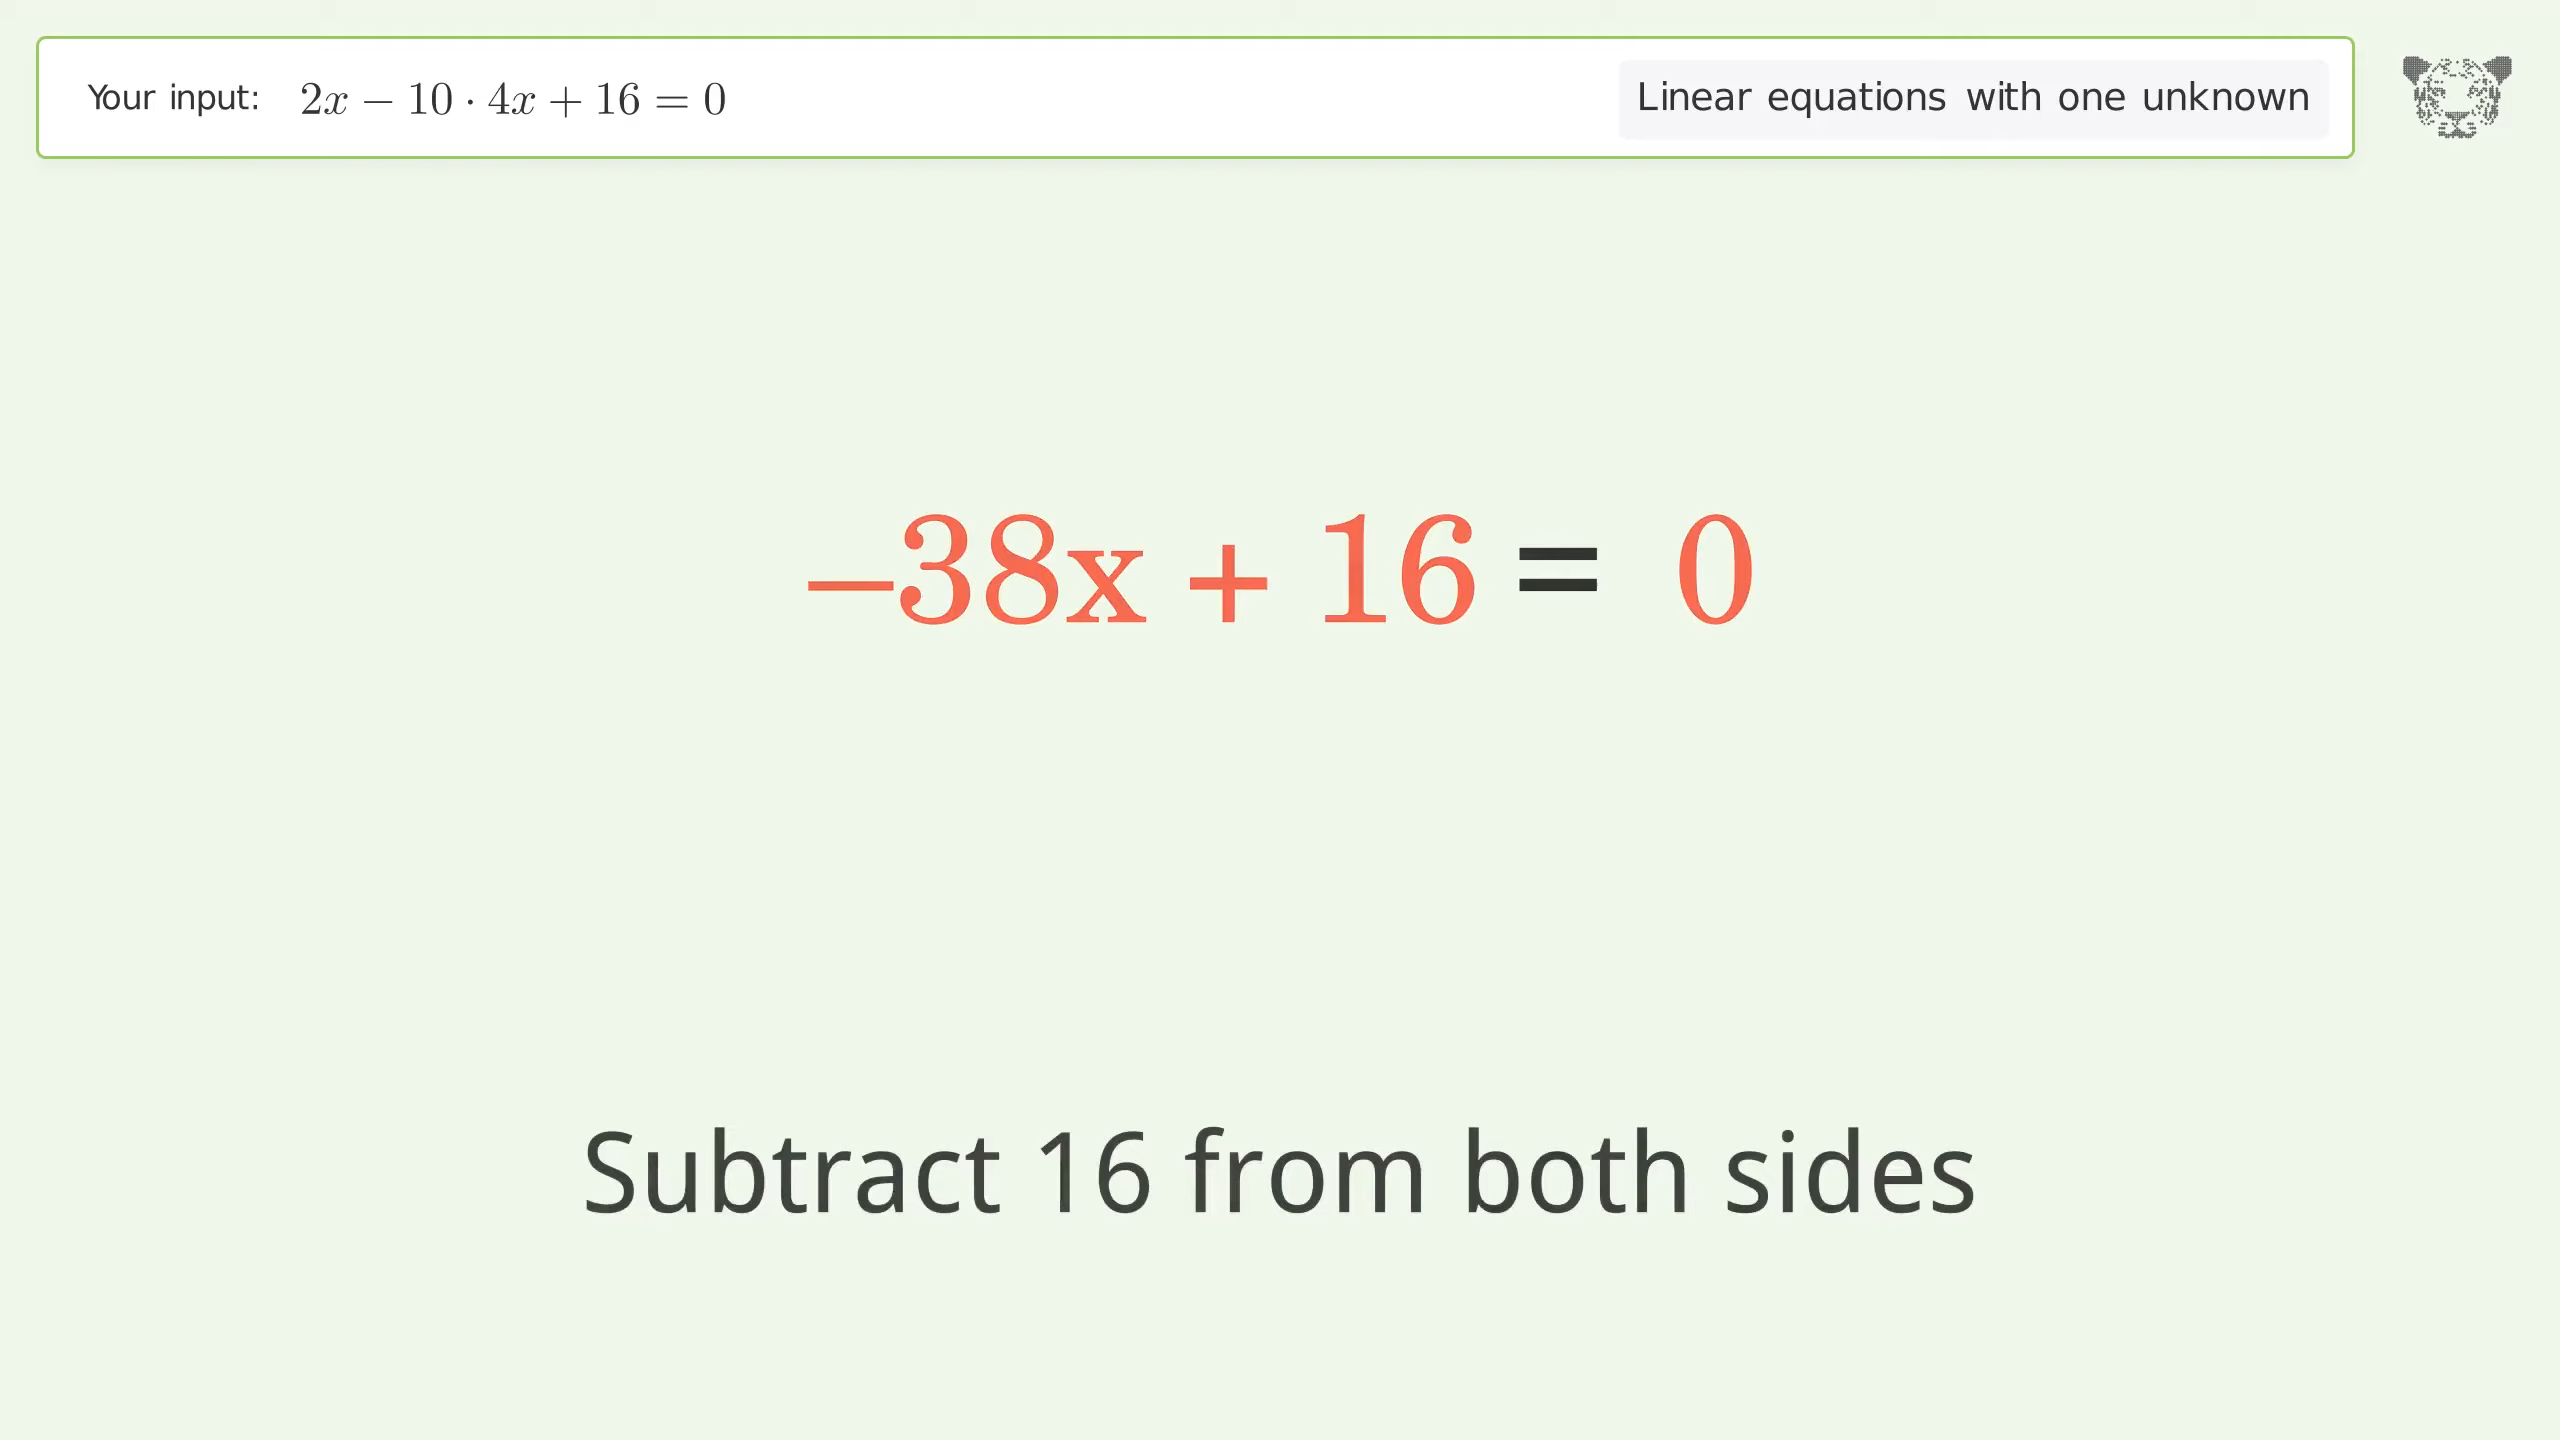 Your input: 2x − 10 · 4x + 16 = 0
Linear equations with one unknown
−38x + 16 = 0
Subtract 16 from both sides